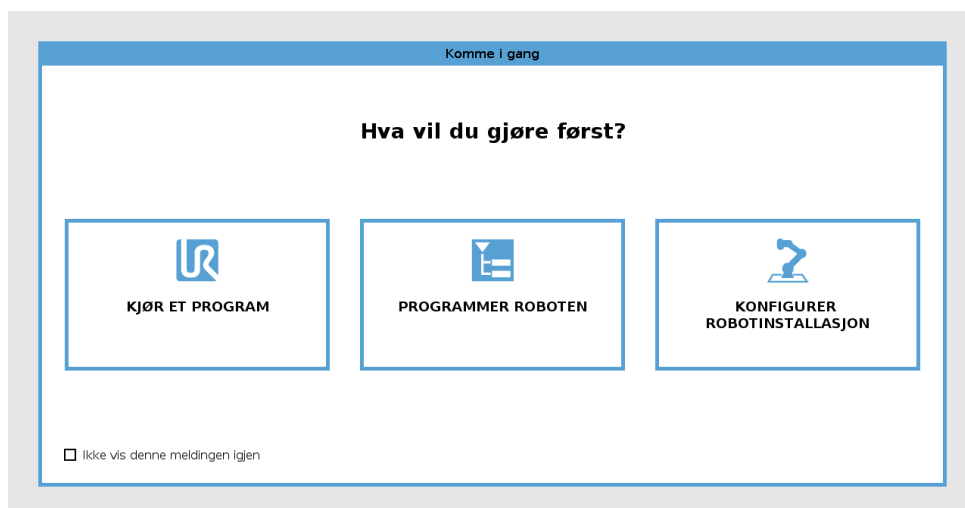 Komme i gang
Hva vil du gjøre først?
UR
KJØR ET PROGRAM
PROGRAMMER ROBOTEN
KONFIGURER
ROBOTINSTALLASJON
Ikke vis denne meldingen igjen